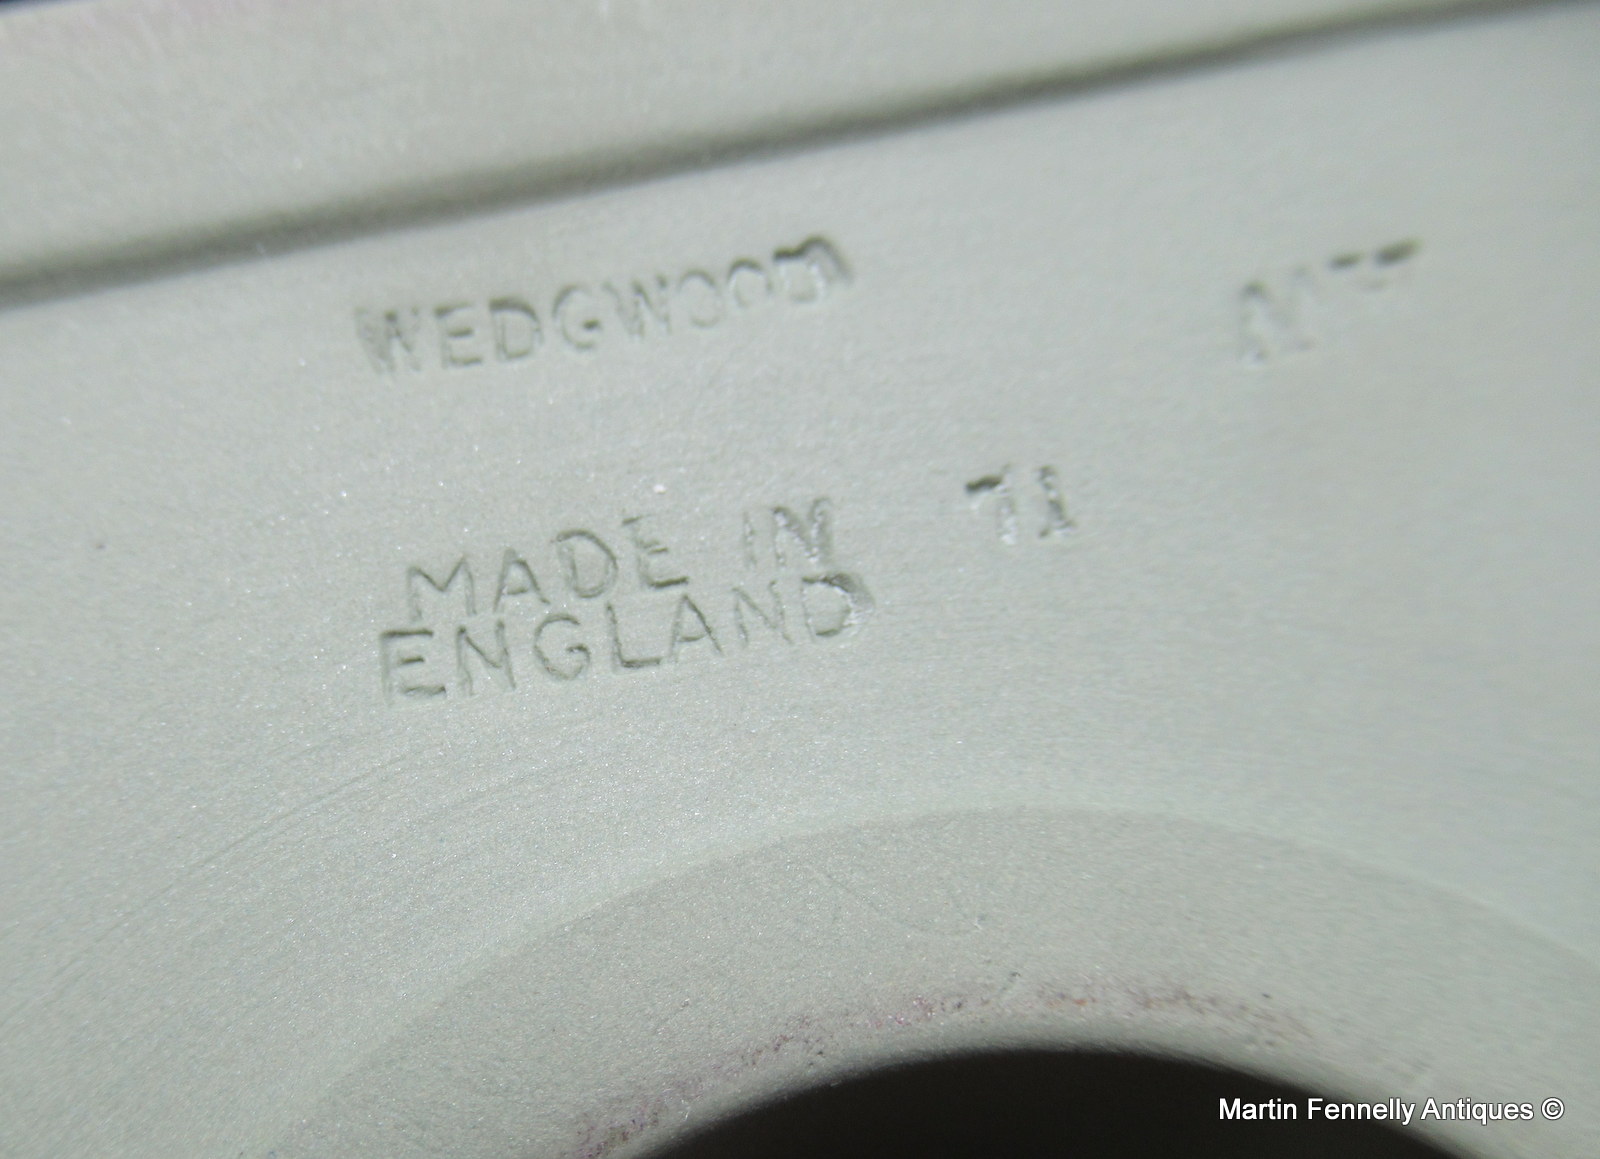 WEDGWOOD
MADE IN 71
ENGLAND
Martin Fennelly Antiques ©